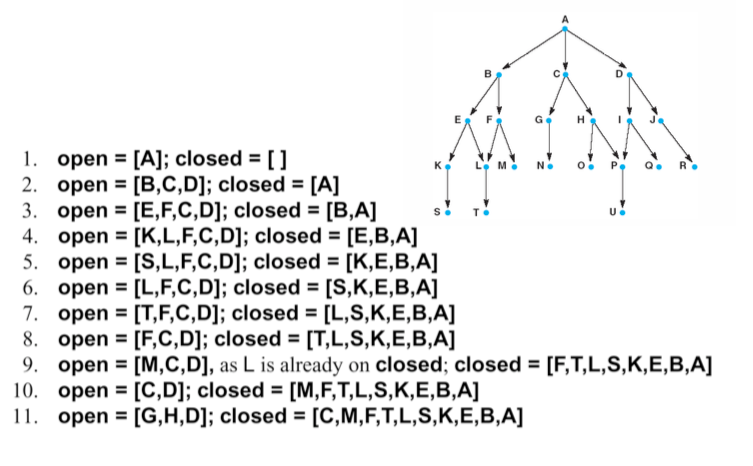 A
B C D
E F G H I J
K L M N O P Q R
S T U
1. open = [A]; closed = [ ]
2. open = [B,C,D]; closed = [A]
3. open = [E,F,C,D]; closed = [B,A]
4. open = [K,L,F,C,D]; closed = [E,B,A]
5. open = [S,L,F,C,D]; closed = [K,E,B,A]
6. open = [L,F,C,D]; closed = [S,K,E,B,A]
7. open = [T,F,C,D]; closed = [L,S,K,E,B,A]
8. open = [F,C,D]; closed = [T,L,S,K,E,B,A]
9. open = [M,C,D], as L is already on closed; closed = [F,T,L,S,K,E,B,A]
10. open = [C,D]; closed = [M,F,T,L,S,K,E,B,A]
11. open = [G,H,D]; closed = [C,M,F,T,L,S,K,E,B,A]